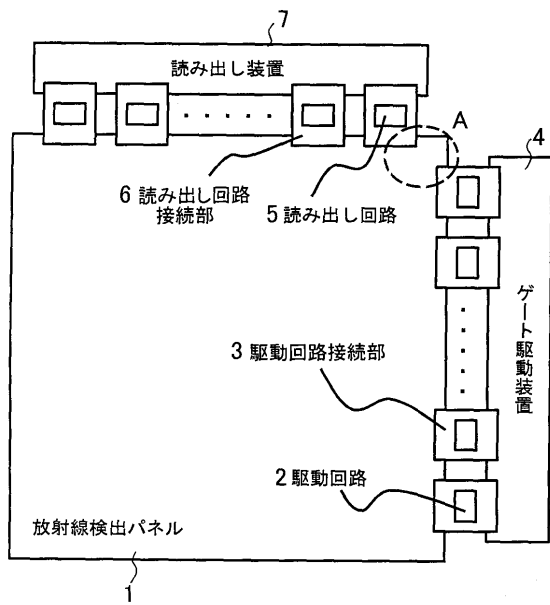 7
読み出し装置
・・・・・
A
4
6 読み出し回路
接続部
5 読み出し回路
ゲート駆動装置
・・・・・
3 駆動回路接続部
2 駆動回路
放射線検出パネル
1